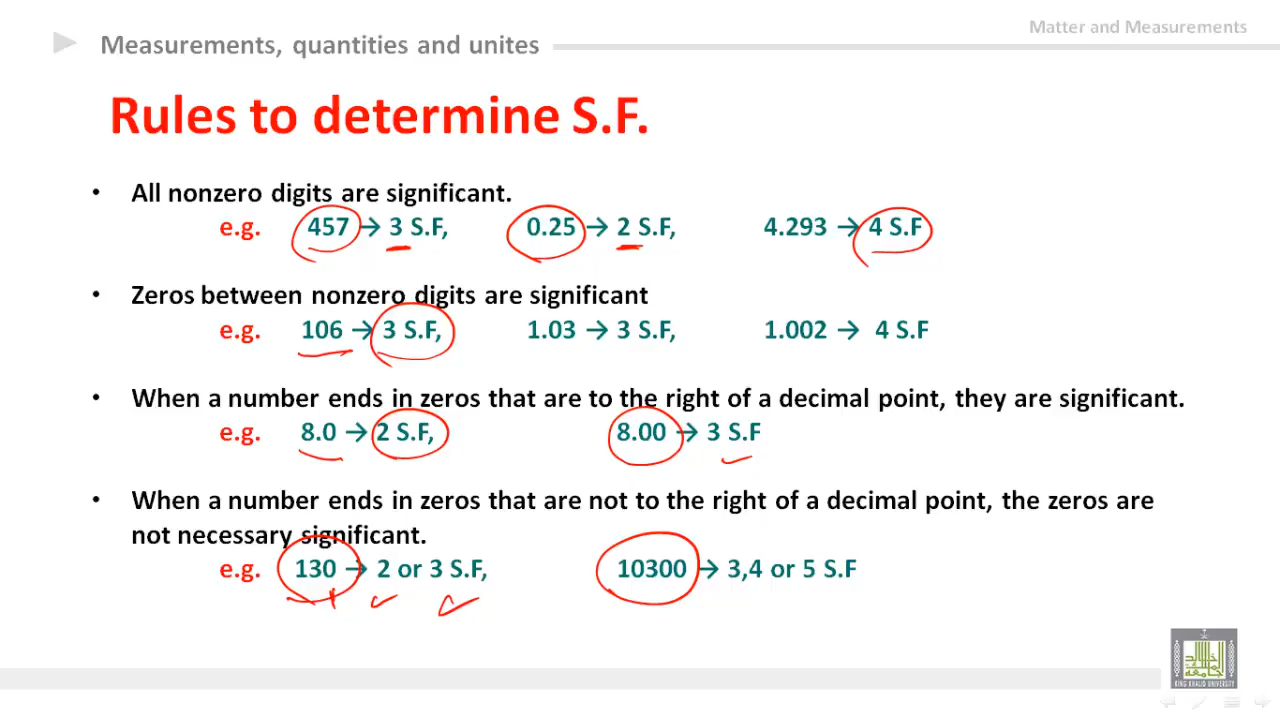 Matter and Measurements
Measurements, quantities and unites
Rules to determine S.F.
• All nonzero digits are significant.
e.g. 457 → 3 S.F, 0.25 → 2 S.F, 4.293 → 4 S.F
• Zeros between nonzero digits are significant
e.g. 106 → 3 S.F, 1.03 → 3 S.F, 1.002 → 4 S.F
• When a number ends in zeros that are to the right of a decimal point, they are significant.
e.g. 8.0 → 2 S.F, 8.00 → 3 S.F
• When a number ends in zeros that are not to the right of a decimal point, the zeros are
not necessary significant.
e.g. 130 → 2 or 3 S.F, 10300 → 3,4 or 5 S.F
KING KHALID UNIVERSITY